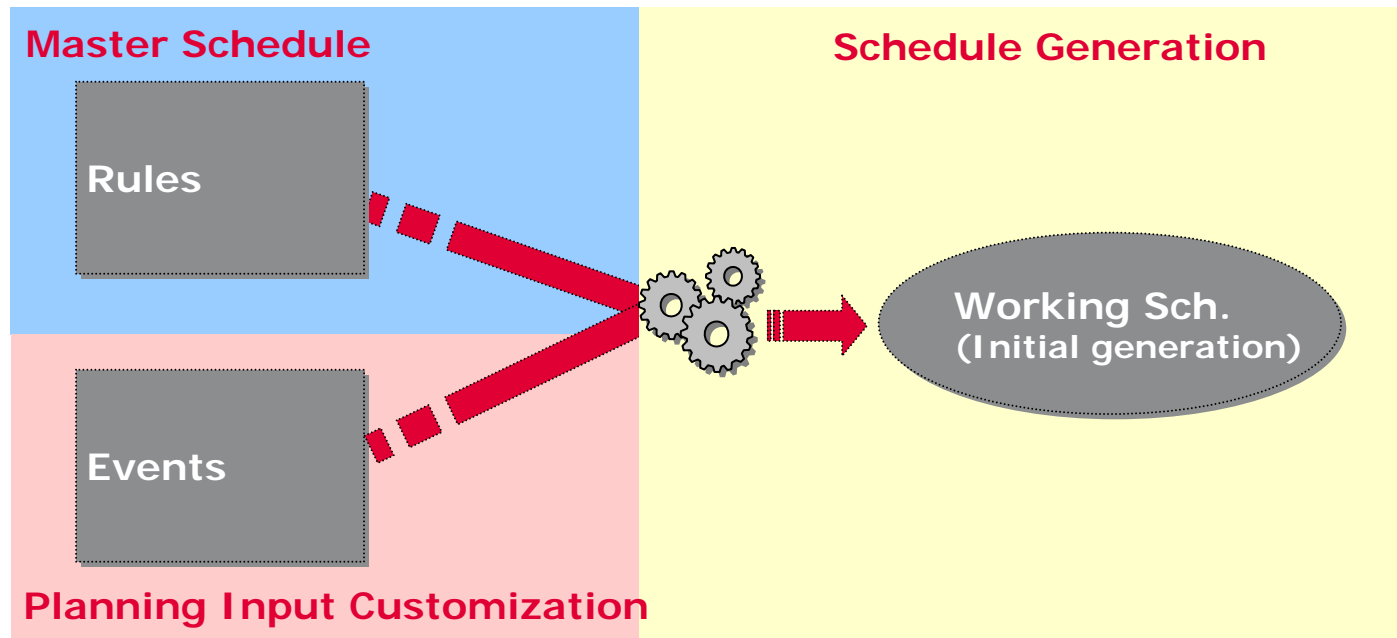 Master Schedule
Schedule Generation
Rules
Working Sch.
(Initial generation)
Events
Planning Input Customization